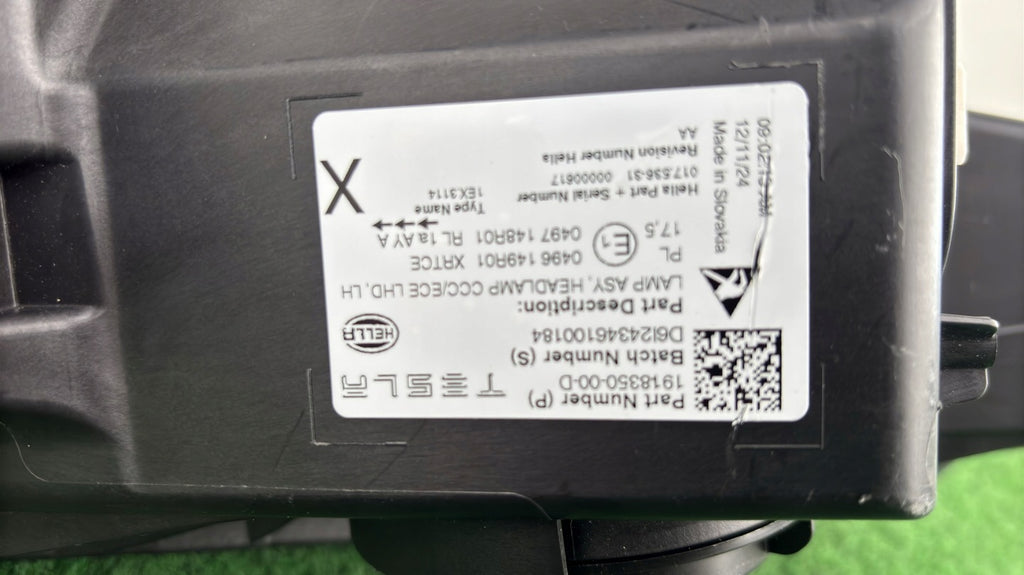 Part Number (P)
1918350-00-D
TESLA
Batch Number (S)
D6I24346100184
HELLA
Part Description:
LAMP ASY, HEADLAMP CCC/ECE LHD, LH
PL 0496 149R01 XRTCE
17,5 E1 0497 148R01 RL 1a AY A
Type Name
1EX3114
Hella Part + Serial Number
017.536-31 00000617
Revision Number Hella
AA
Made in Slovakia
12/11/24
X